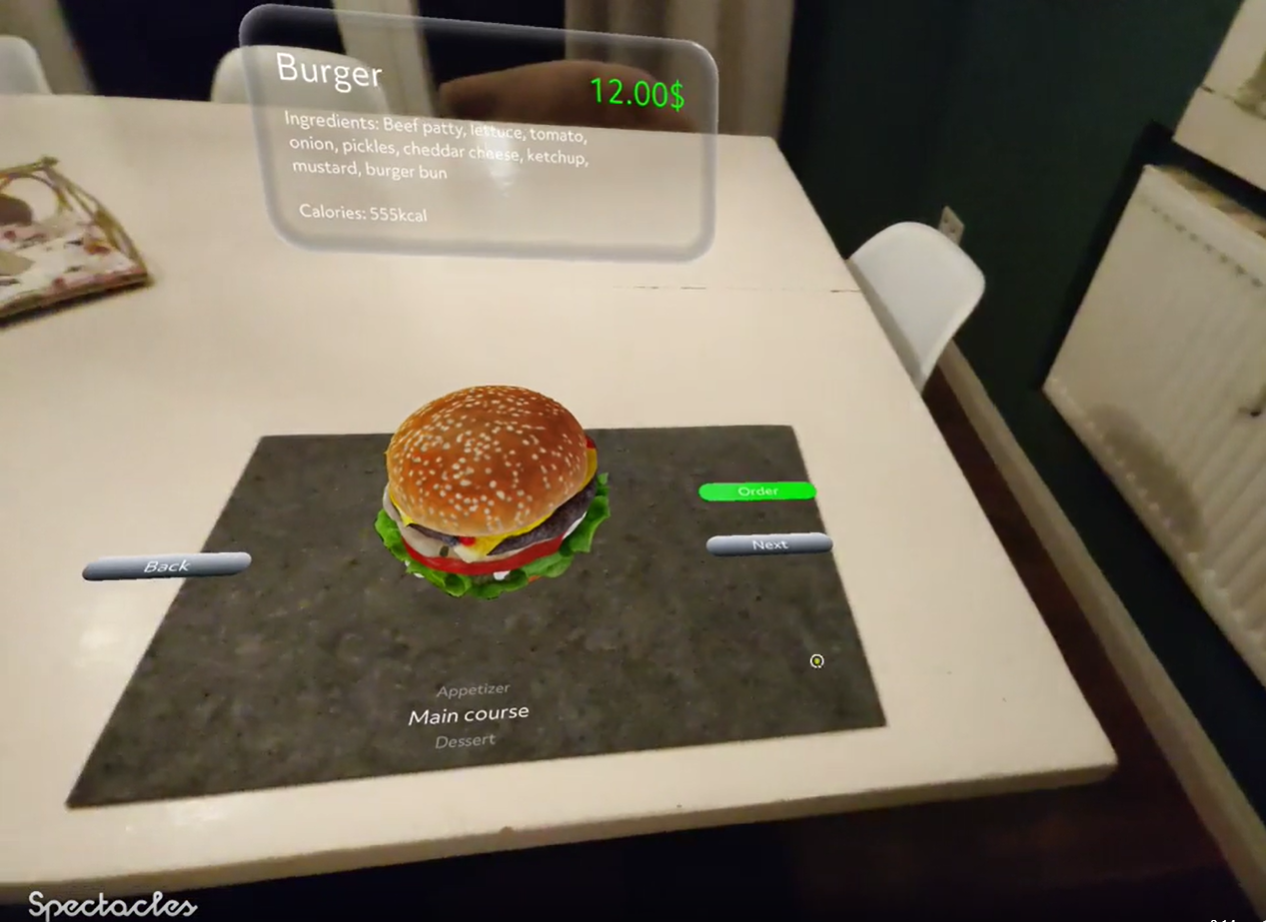 Burger
12.00$
Ingredients: Beef patty, lettuce, tomato,
onion, pickles, cheddar cheese, ketchup,
mustard, burger bun
Calories: 555kcal
Order
Next
Back
Appetizer
Main course
Dessert
Spectacles